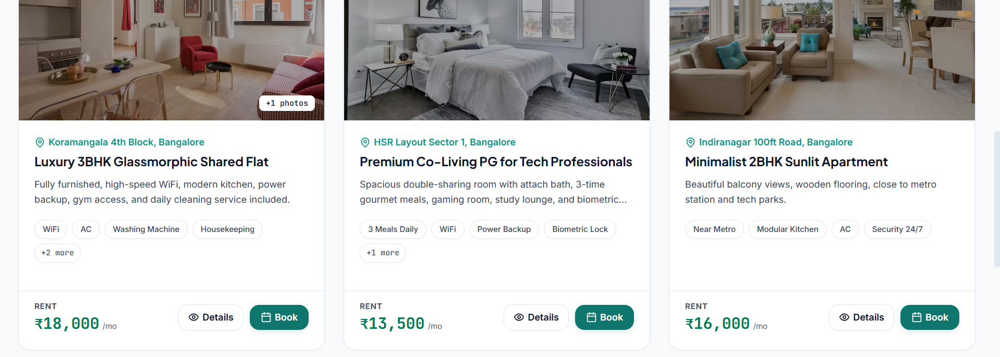 +1 photos
Koramangala 4th Block, Bangalore
Luxury 3BHK Glassmorphic Shared Flat
Fully furnished, high-speed WiFi, modern kitchen, power
backup, gym access, and daily cleaning service included.
WiFi
AC
Washing Machine
Housekeeping
+2 more
RENT
₹18,000 /mo
Details
Book
HSR Layout Sector 1, Bangalore
Premium Co-Living PG for Tech Professionals
Spacious double-sharing room with attach bath, 3-time
gourmet meals, gaming room, study lounge, and biometric...
3 Meals Daily
WiFi
Power Backup
Biometric Lock
+1 more
RENT
₹13,500 /mo
Details
Book
Indiranagar 100ft Road, Bangalore
Minimalist 2BHK Sunlit Apartment
Beautiful balcony views, wooden flooring, close to metro
station and tech parks.
Near Metro
Modular Kitchen
AC
Security 24/7
RENT
₹16,000 /mo
Details
Book